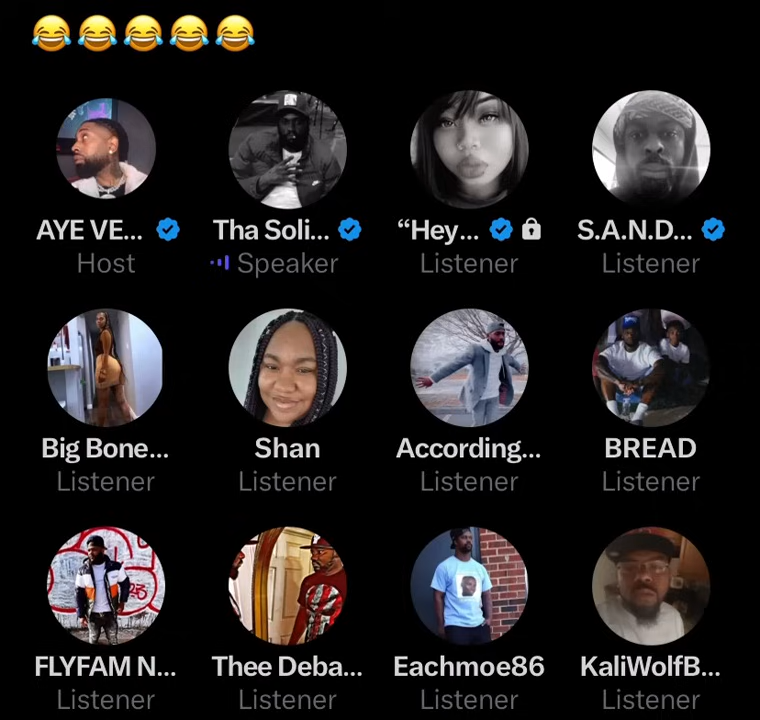 😂😂😂😂😂
AYE VE... Tha Soli... “Hey... S.A.N.D...
Host Speaker Listener Listener
Big Bone... Shan According... BREAD
Listener Listener Listener Listener
FLYFAM N... Thee Deba... Eachmoe86 KaliWolfB...
Listener Listener Listener Listener